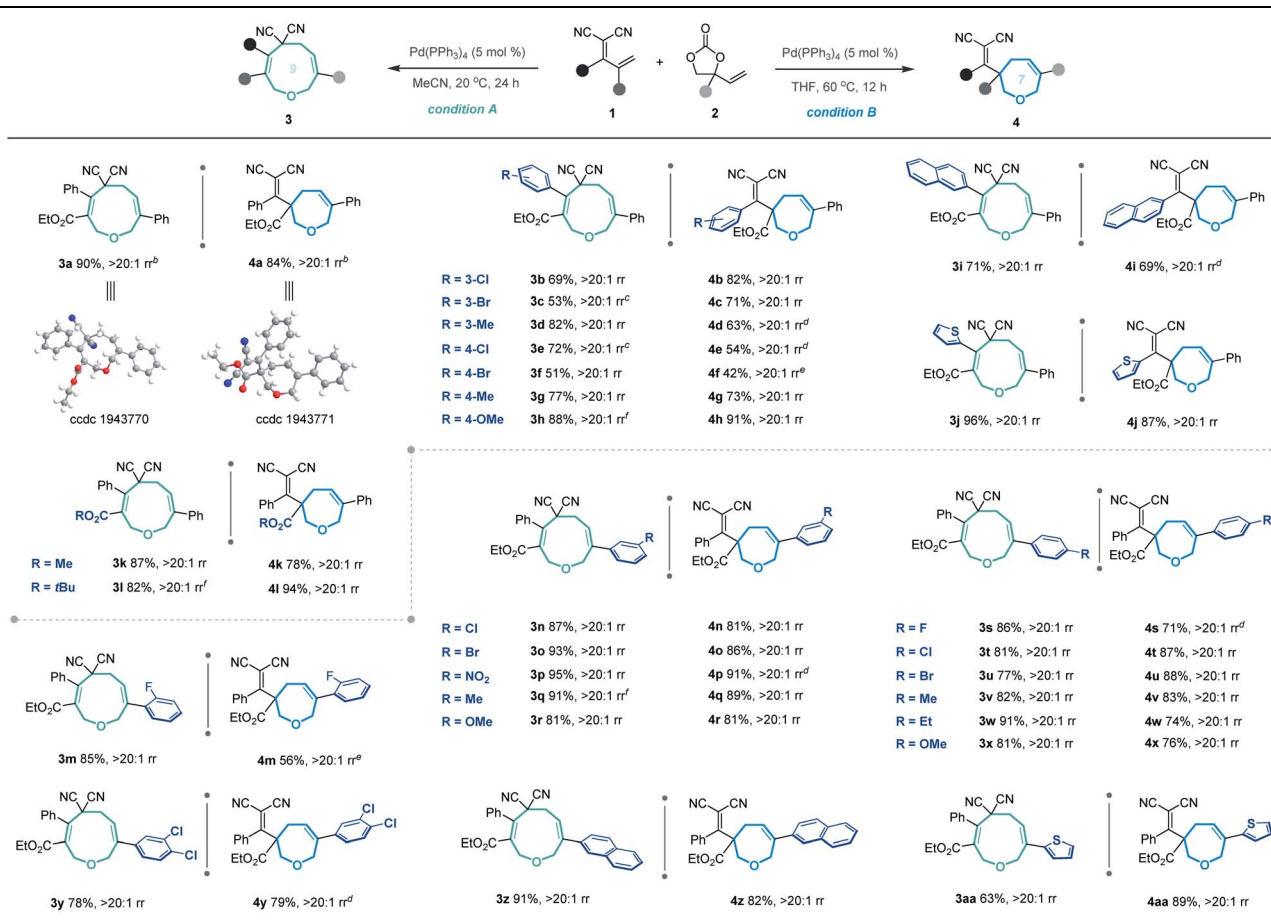 NC CN
9
O
3
Pd(PPh3)4 (5 mol %)
MeCN, 20 °C, 24 h
condition A
NC CN
1
+
O
O O
2
Pd(PPh3)4 (5 mol %)
THF, 60 °C, 12 h
condition B
NC CN
7
O
4
NC CN
Ph
EtO2C
Ph
O
3a 90%, >20:1 rrb
ccdc 1943770
NC CN
Ph
Ph
EtO2C
O
4a 84%, >20:1 rrb
ccdc 1943771
NC CN
R
EtO2C
Ph
O
NC CN
R
Ph
EtO2C
O
R = 3-Cl 3b 69%, >20:1 rr 4b 82%, >20:1 rr
R = 3-Br 3c 53%, >20:1 rrc 4c 71%, >20:1 rr
R = 3-Me 3d 82%, >20:1 rr 4d 63%, >20:1 rrd
R = 4-Cl 3e 72%, >20:1 rrc 4e 54%, >20:1 rrd
R = 4-Br 3f 51%, >20:1 rr 4f 42%, >20:1 rre
R = 4-Me 3g 77%, >20:1 rr 4g 73%, >20:1 rr
R = 4-OMe 3h 88%, >20:1 rrf 4h 91%, >20:1 rr
NC CN
EtO2C
Ph
O
3i 71%, >20:1 rr
NC CN
Ph
EtO2C
O
4i 69%, >20:1 rrd
NC CN
S
EtO2C
Ph
O
3j 96%, >20:1 rr
NC CN
S
Ph
EtO2C
O
4j 87%, >20:1 rr
NC CN
Ph
RO2C
Ph
O
NC CN
Ph
Ph
RO2C
O
R = Me 3k 87%, >20:1 rr 4k 78%, >20:1 rr
R = tBu 3l 82%, >20:1 rrf 4l 94%, >20:1 rr
NC CN
Ph
F
EtO2C
O
3m 85%, >20:1 rr
NC CN
F
Ph
EtO2C
O
4m 56%, >20:1 rre
NC CN
Ph
R
EtO2C
O
NC CN
R
Ph
EtO2C
O
R = Cl 3n 87%, >20:1 rr 4n 81%, >20:1 rr
R = Br 3o 93%, >20:1 rr 4o 86%, >20:1 rr
R = NO2 3p 95%, >20:1 rr 4p 91%, >20:1 rrd
R = Me 3q 91%, >20:1 rrf 4q 89%, >20:1 rr
R = OMe 3r 81%, >20:1 rr 4r 81%, >20:1 rr
NC CN
Ph
EtO2C
R
O
NC CN
R
Ph
EtO2C
O
R = F 3s 86%, >20:1 rr 4s 71%, >20:1 rrd
R = Cl 3t 81%, >20:1 rr 4t 87%, >20:1 rr
R = Br 3u 77%, >20:1 rr 4u 88%, >20:1 rr
R = Me 3v 82%, >20:1 rr 4v 83%, >20:1 rr
R = Et 3w 91%, >20:1 rr 4w 74%, >20:1 rr
R = OMe 3x 81%, >20:1 rr 4x 76%, >20:1 rr
NC CN
Ph
Cl
EtO2C
Cl
O
3y 78%, >20:1 rr
NC CN
Cl
Cl
Ph
EtO2C
O
4y 79%, >20:1 rrd
NC CN
Ph
EtO2C
O
3z 91%, >20:1 rr
NC CN
Ph
EtO2C
O
4z 82%, >20:1 rr
NC CN
Ph
EtO2C
S
O
3aa 63%, >20:1 rr
NC CN
S
Ph
EtO2C
O
4aa 89%, >20:1 rr